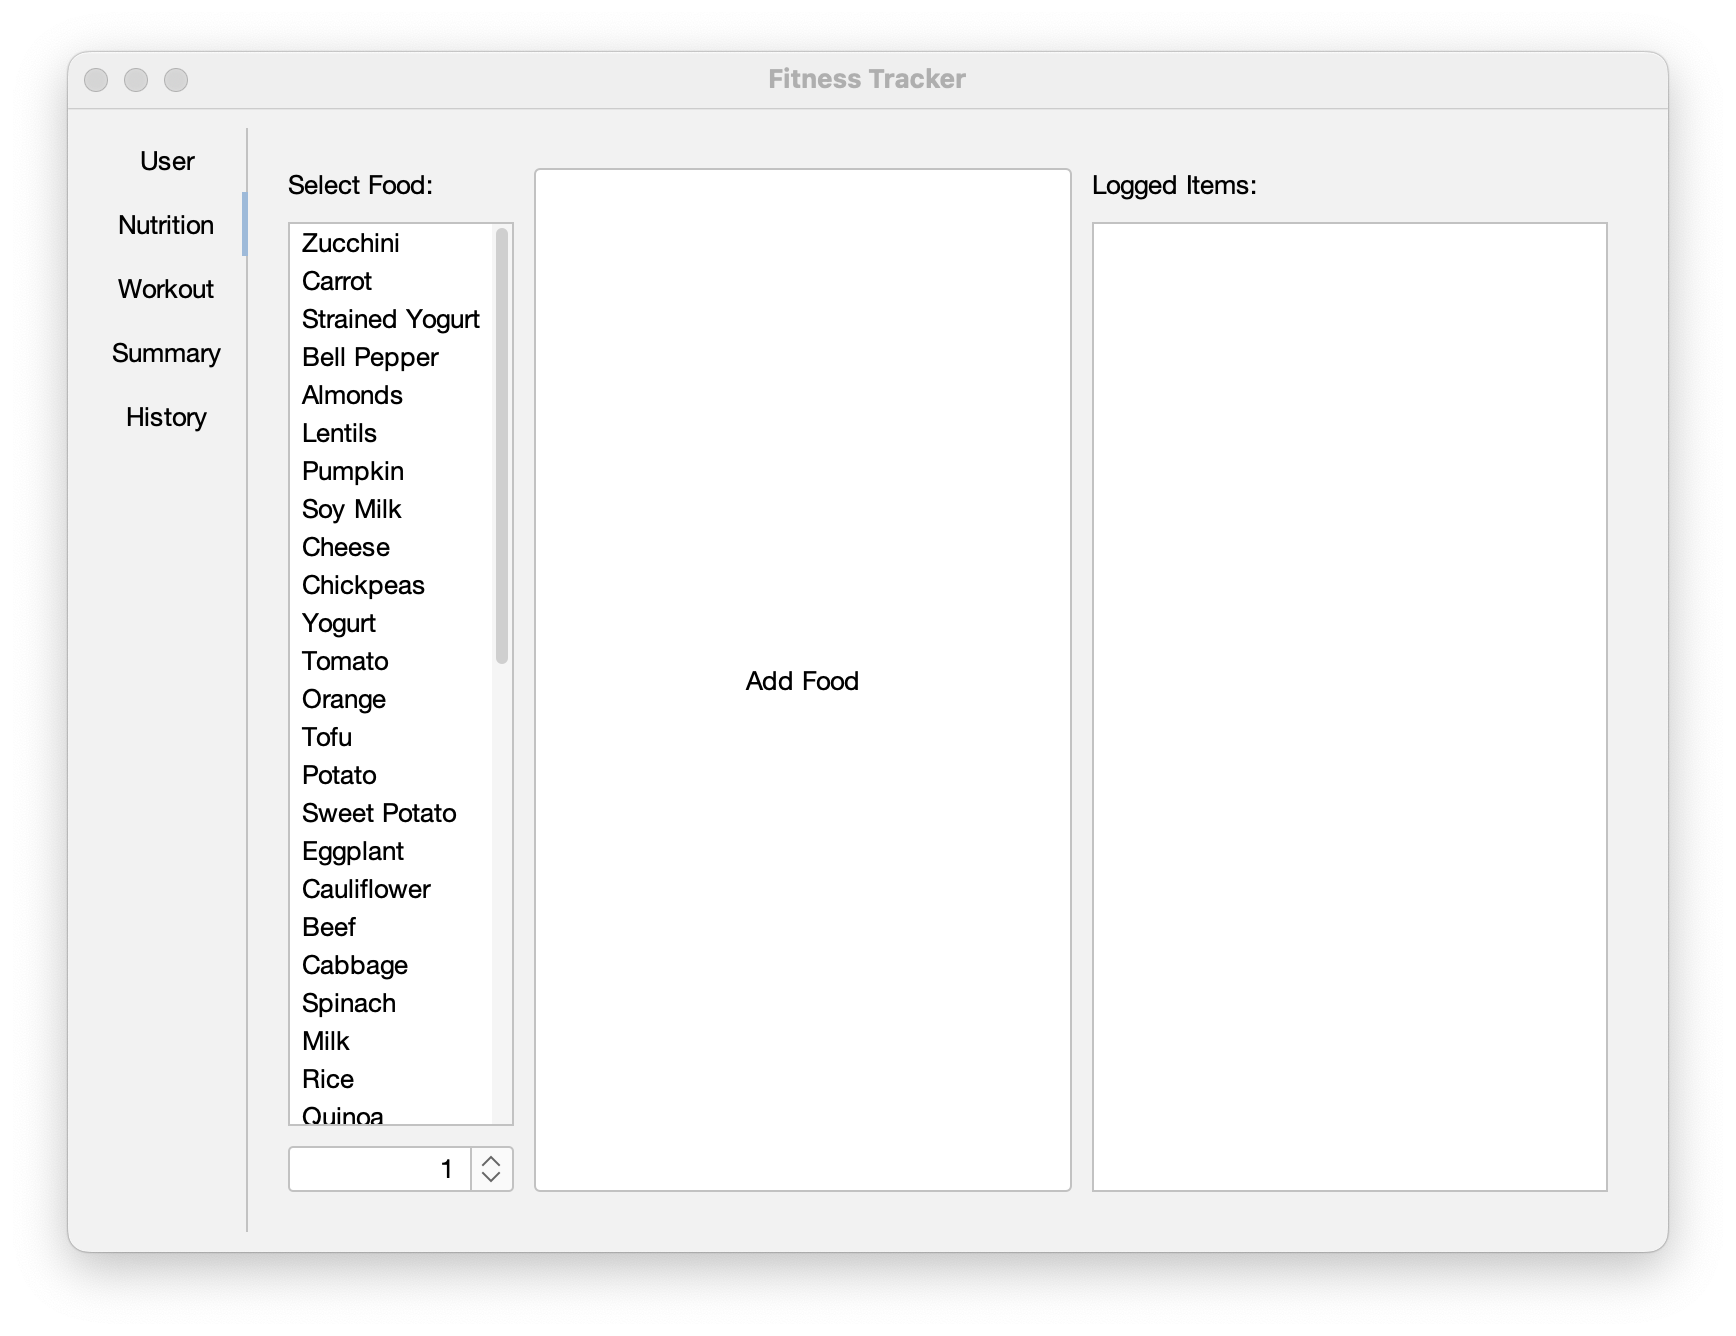 Fitness Tracker
User
Nutrition
Workout
Summary
History
Select Food:
Zucchini
Carrot
Strained Yogurt
Bell Pepper
Almonds
Lentils
Pumpkin
Soy Milk
Cheese
Chickpeas
Yogurt
Tomato
Orange
Tofu
Potato
Sweet Potato
Eggplant
Cauliflower
Beef
Cabbage
Spinach
Milk
Rice
Quinoa
1
Add Food
Logged Items: